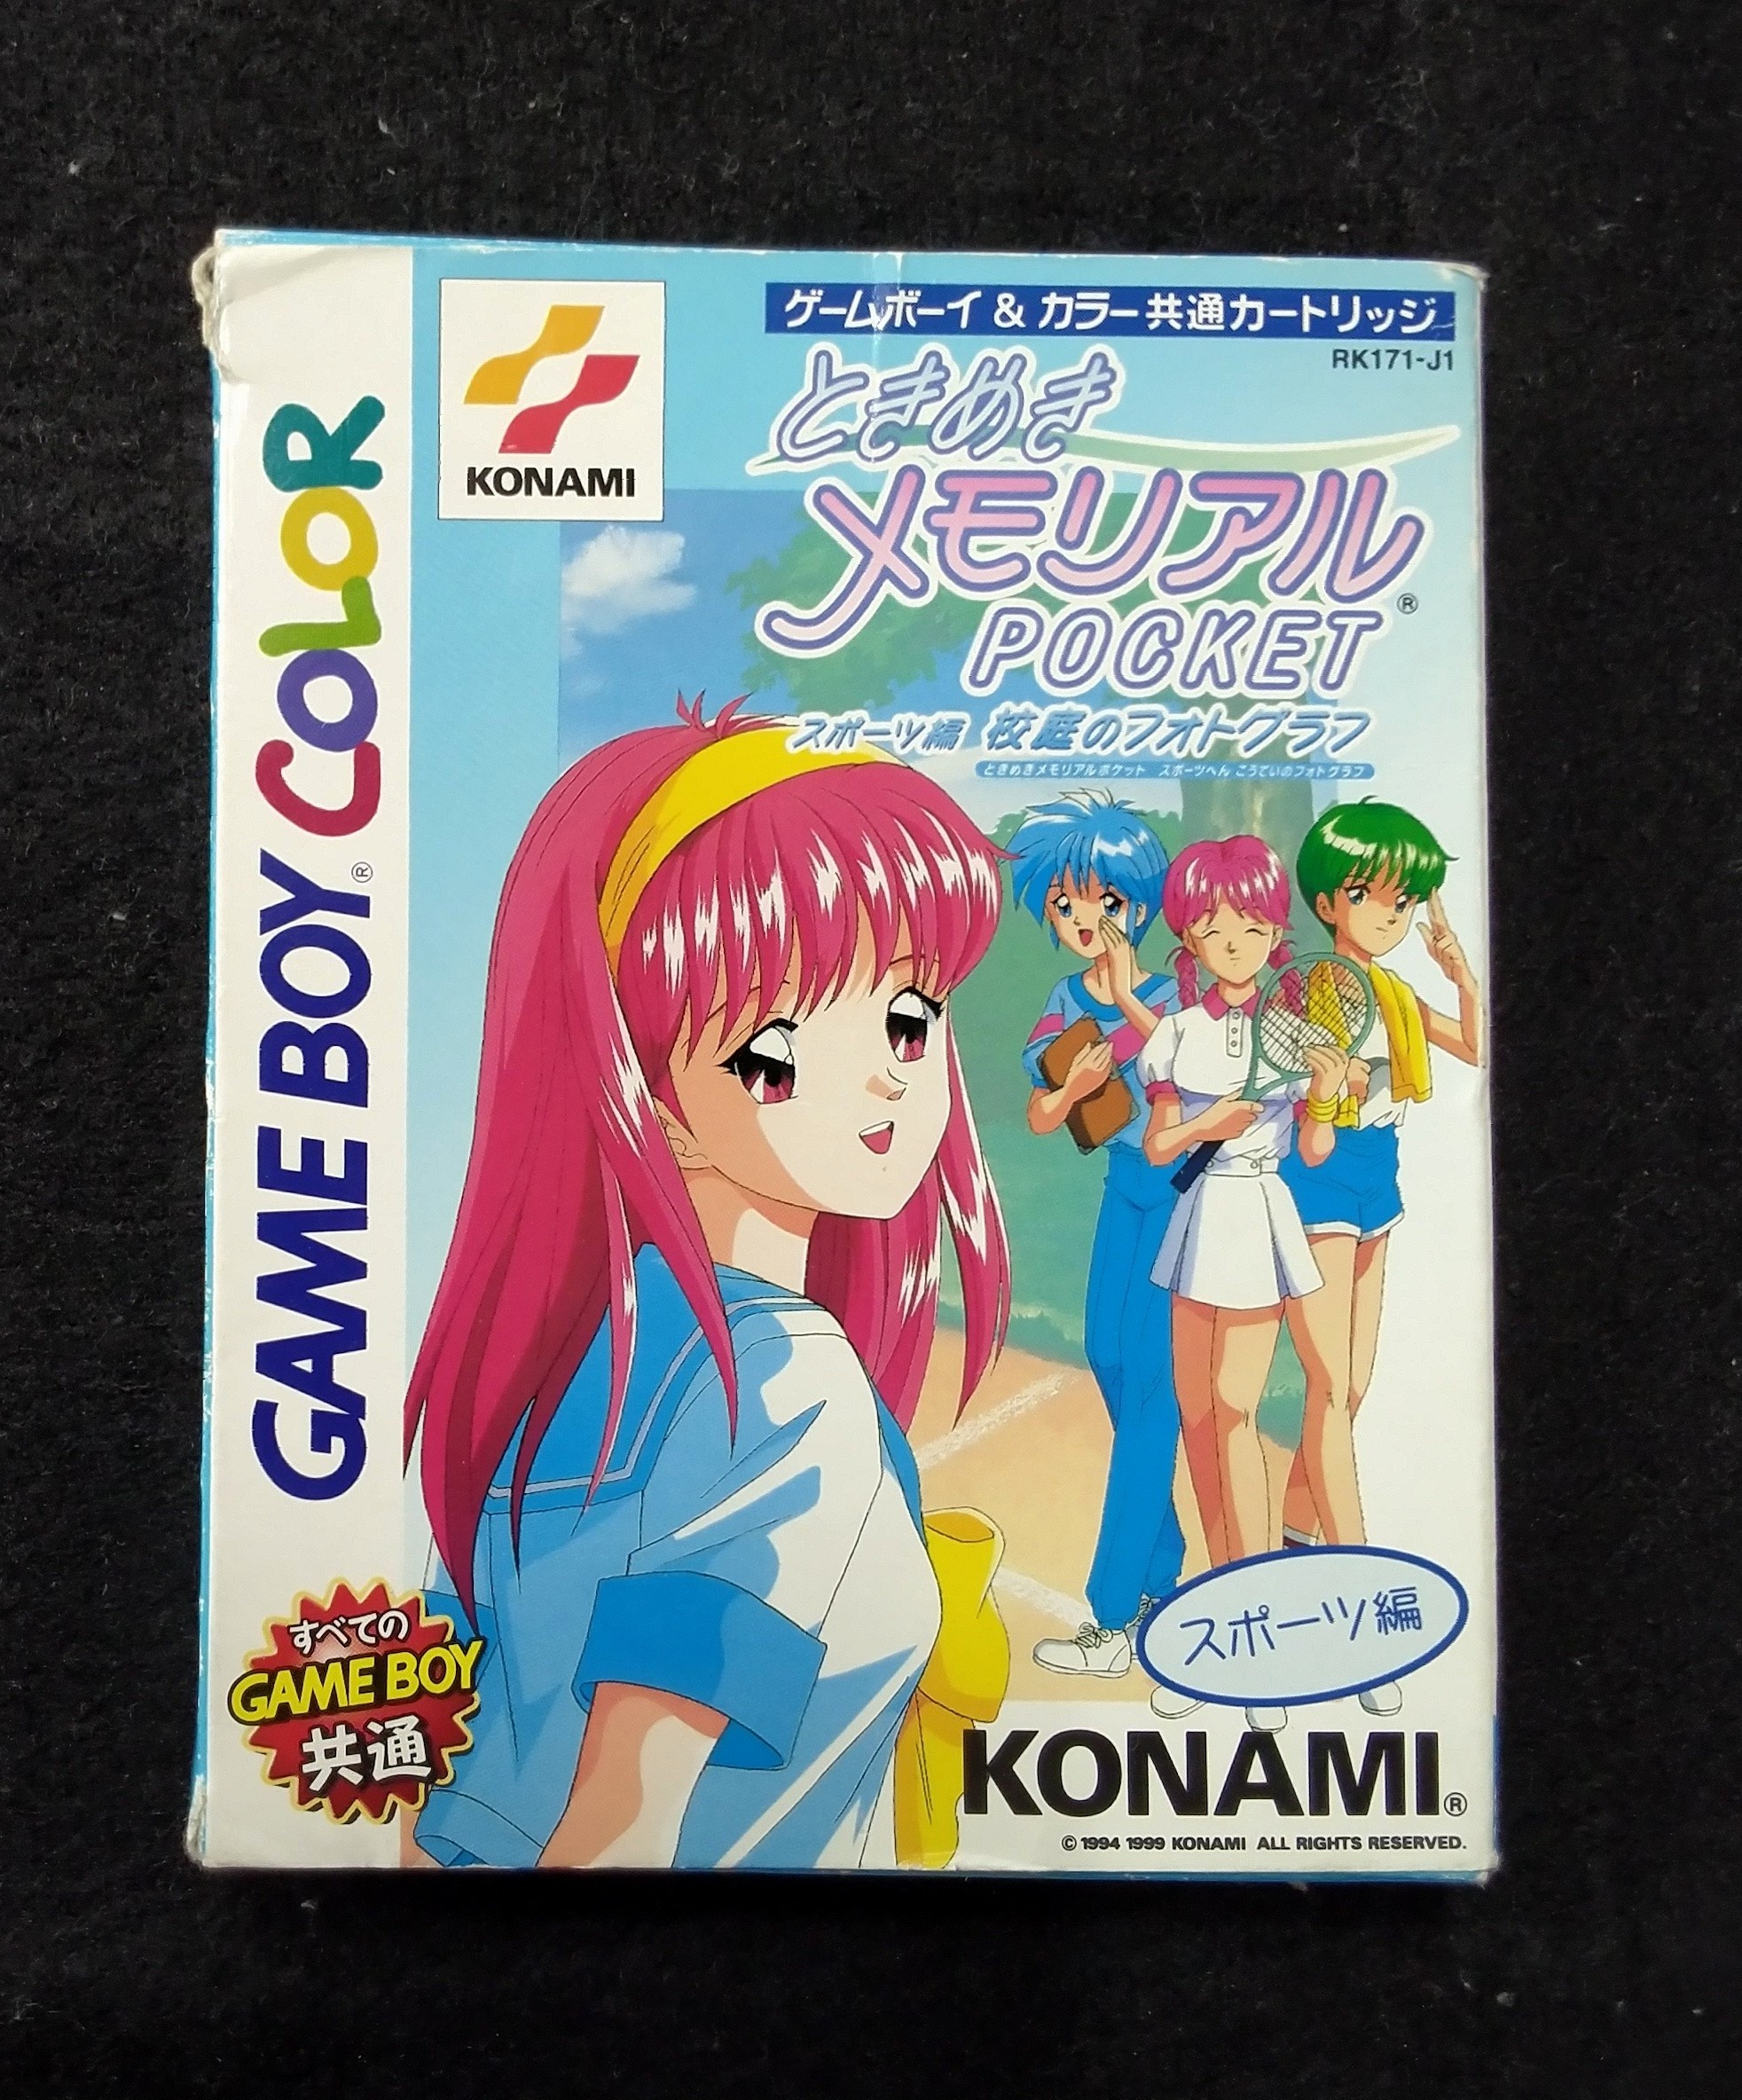 GAME BOY COLOR®
KONAMI
ゲームボーイ & カラー共通カートリッジ
RK171-J1
ときめき
メモリアル®
POCKET
スポーツ編 校庭のフォトグラフ
ときめきメモリアルポケット スポーツへん こうていのフォトグラフ
スポーツ編
すべての
GAME BOY
共通
KONAMI®
© 1994 1999 KONAMI ALL RIGHTS RESERVED.